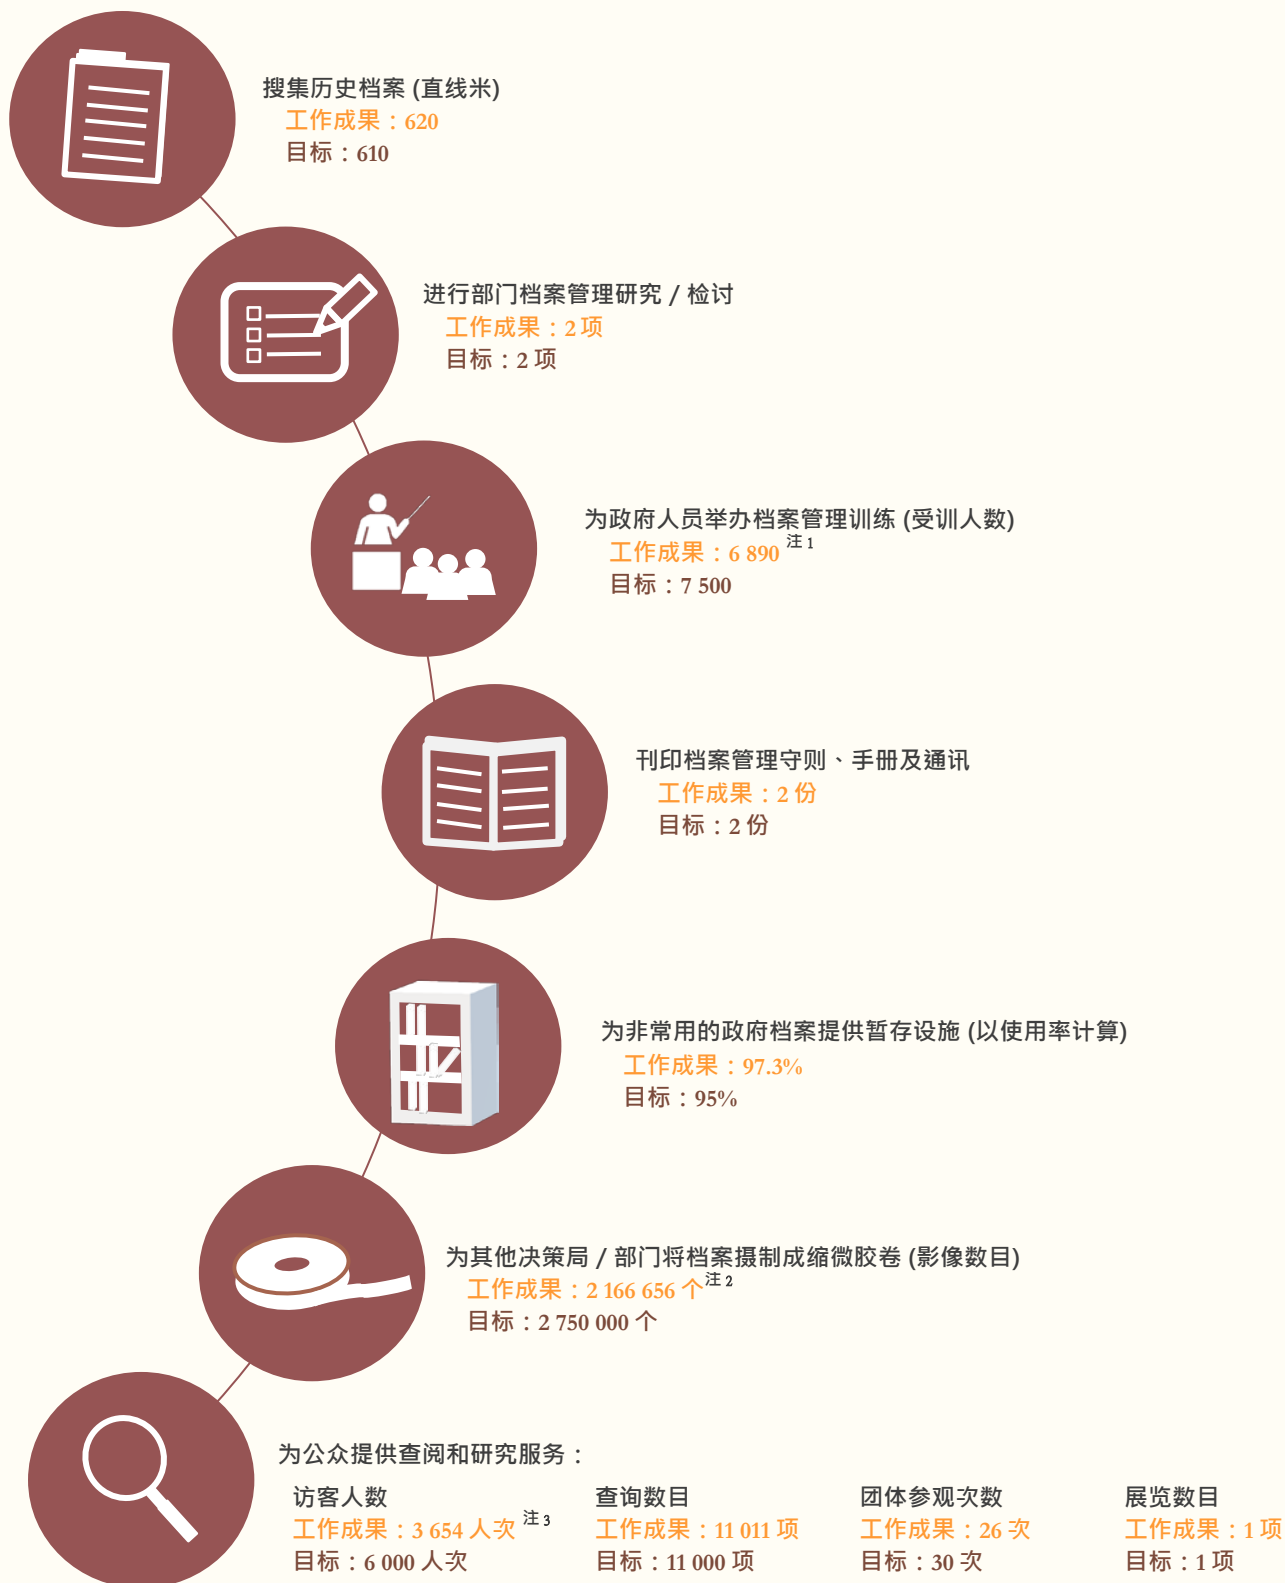 搜集历史档案 (直线米)
工作成果：620
目标：610
进行部门档案管理研究 / 检讨
工作成果：2 项
目标：2 项
为政府人员举办档案管理训练 (受训人数)
工作成果：6 890 注 1
目标：7 500
刊印档案管理守则、手册及通讯
工作成果：2 份
目标：2 份
为非常用的政府档案提供暂存设施 (以使用率计算)
工作成果：97.3%
目标：95%
为其他决策局 / 部门将档案摄制成缩微胶卷 (影像数目)
工作成果：2 166 656 个 注 2
目标：2 750 000 个
为公众提供查阅和研究服务：
访客人数
工作成果：3 654 人次 注 3
目标：6 000 人次
查询数目
工作成果：11 011 项
目标：11 000 项
团体参观次数
工作成果：26 次
目标：30 次
展览数目
工作成果：1 项
目标：1 项